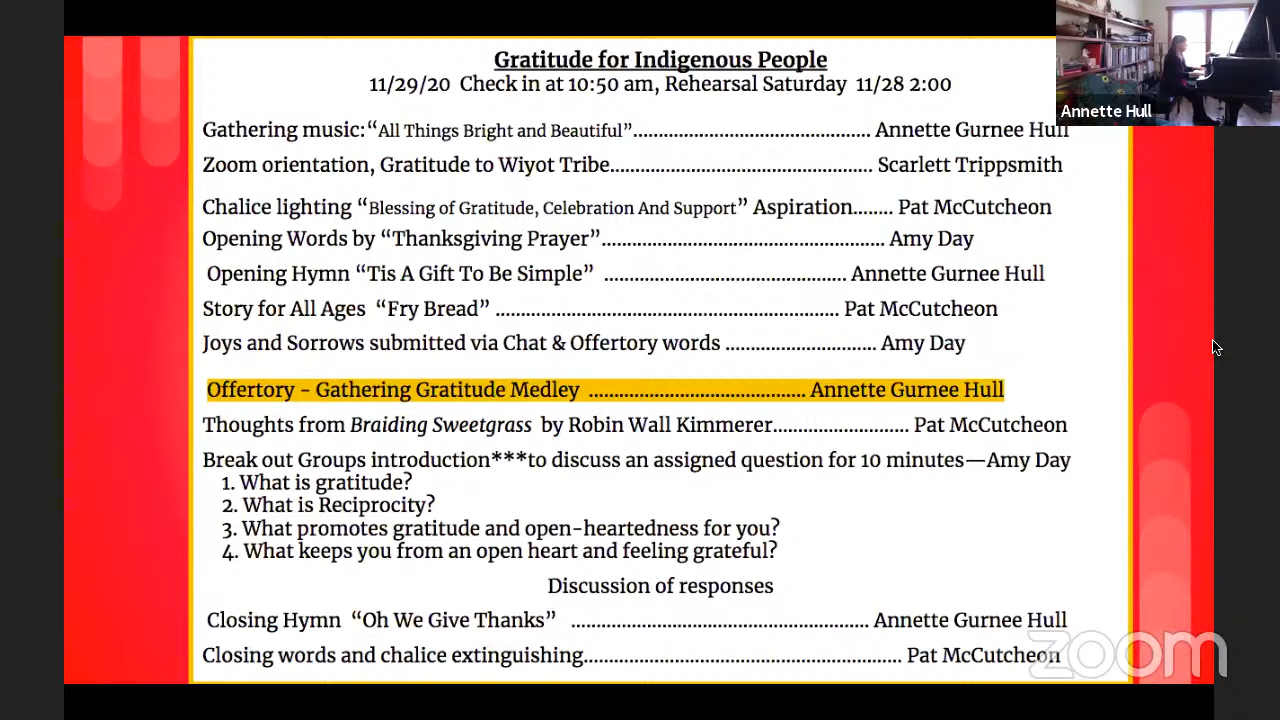 Gratitude for Indigenous People
11/29/20 Check in at 10:50 am, Rehearsal Saturday 11/28 2:00
Annette Hull
Gathering music:“All Things Bright and Beautiful”.......................................... Annette Gurnee Hull
Zoom orientation, Gratitude to Wiyot Tribe.............................................. Scarlett Trippsmith
Chalice lighting “Blessing of Gratitude, Celebration And Support” Aspiration........ Pat McCutcheon
Opening Words by “Thanksgiving Prayer”................................................. Amy Day
Opening Hymn “Tis A Gift To Be Simple” .......................................... Annette Gurnee Hull
Story for All Ages “Fry Bread” ............................................................ Pat McCutcheon
Joys and Sorrows submitted via Chat & Offertory words .......................... Amy Day
Offertory - Gathering Gratitude Medley ...................................... Annette Gurnee Hull
Thoughts from Braiding Sweetgrass by Robin Wall Kimmerer........................ Pat McCutcheon
Break out Groups introduction***to discuss an assigned question for 10 minutes—Amy Day
1. What is gratitude?
2. What is Reciprocity?
3. What promotes gratitude and open-heartedness for you?
4. What keeps you from an open heart and feeling grateful?
Discussion of responses
Closing Hymn “Oh We Give Thanks” .................................................... Annette Gurnee Hull
Closing words and chalice extinguishing........................................................ Pat McCutcheon
zoom